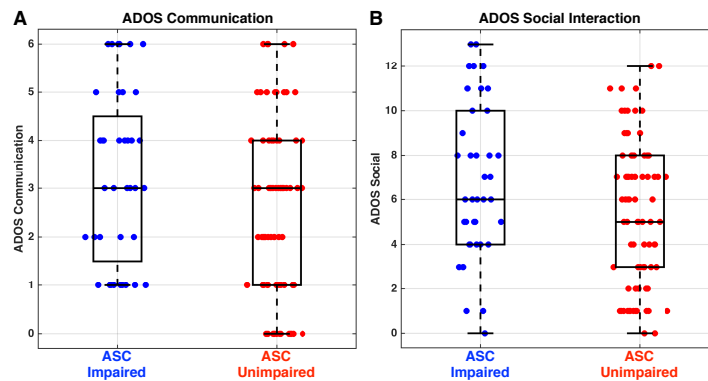 A
ADOS Communication
ADOS Communication
6
5
4
3
2
1
0
ASC
Impaired
ASC
Unimpaired
B
ADOS Social Interaction
ADOS Social
12
10
8
6
4
2
0
ASC
Impaired
ASC
Unimpaired